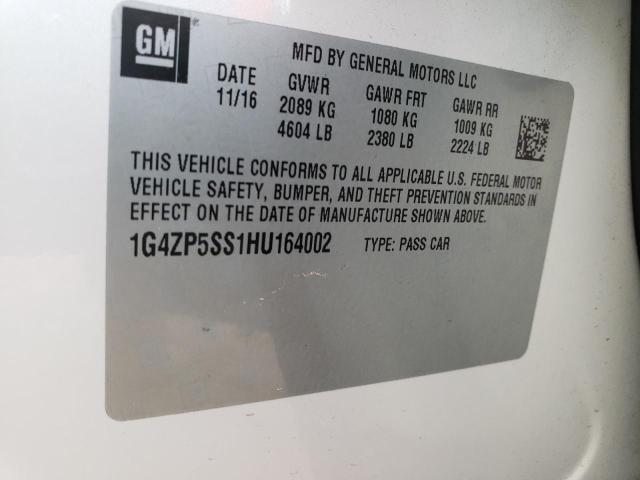 GM
MFD BY GENERAL MOTORS LLC
DATE GVWR GAWR FRT GAWR RR
11/16 2089 KG 1080 KG 1009 KG
4604 LB 2380 LB 2224 LB
THIS VEHICLE CONFORMS TO ALL APPLICABLE U.S. FEDERAL MOTOR
VEHICLE SAFETY, BUMPER, AND THEFT PREVENTION STANDARDS IN
EFFECT ON THE DATE OF MANUFACTURE SHOWN ABOVE.
1G4ZP5SS1HU164002 TYPE: PASS CAR